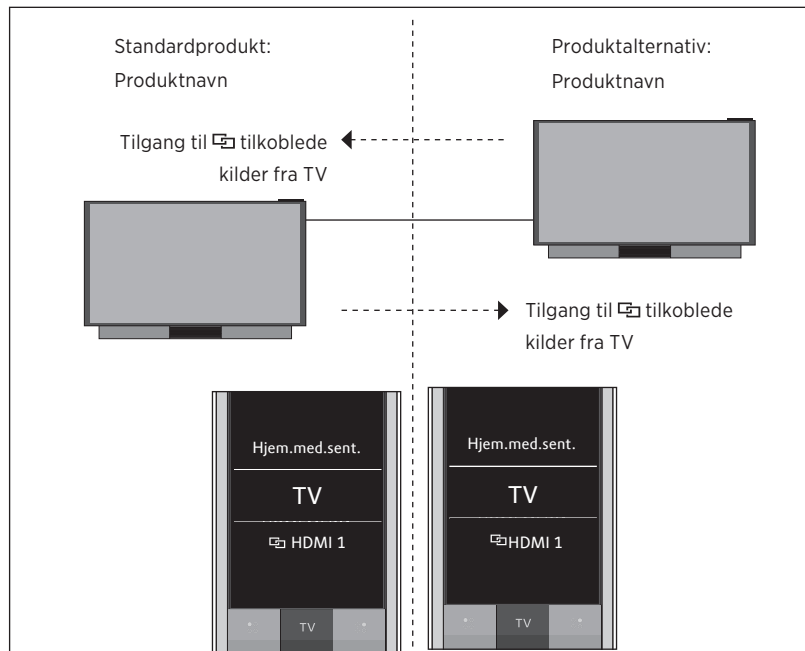 Standardprodukt:
Produktnavn
Tilgang til tilkoblede
kilder fra TV
Produktalternativ:
Produktnavn
Tilgang til tilkoblede
kilder fra TV
Hjem.med.sent.
TV
HDMI 1
TV
Hjem.med.sent.
TV
HDMI 1
TV